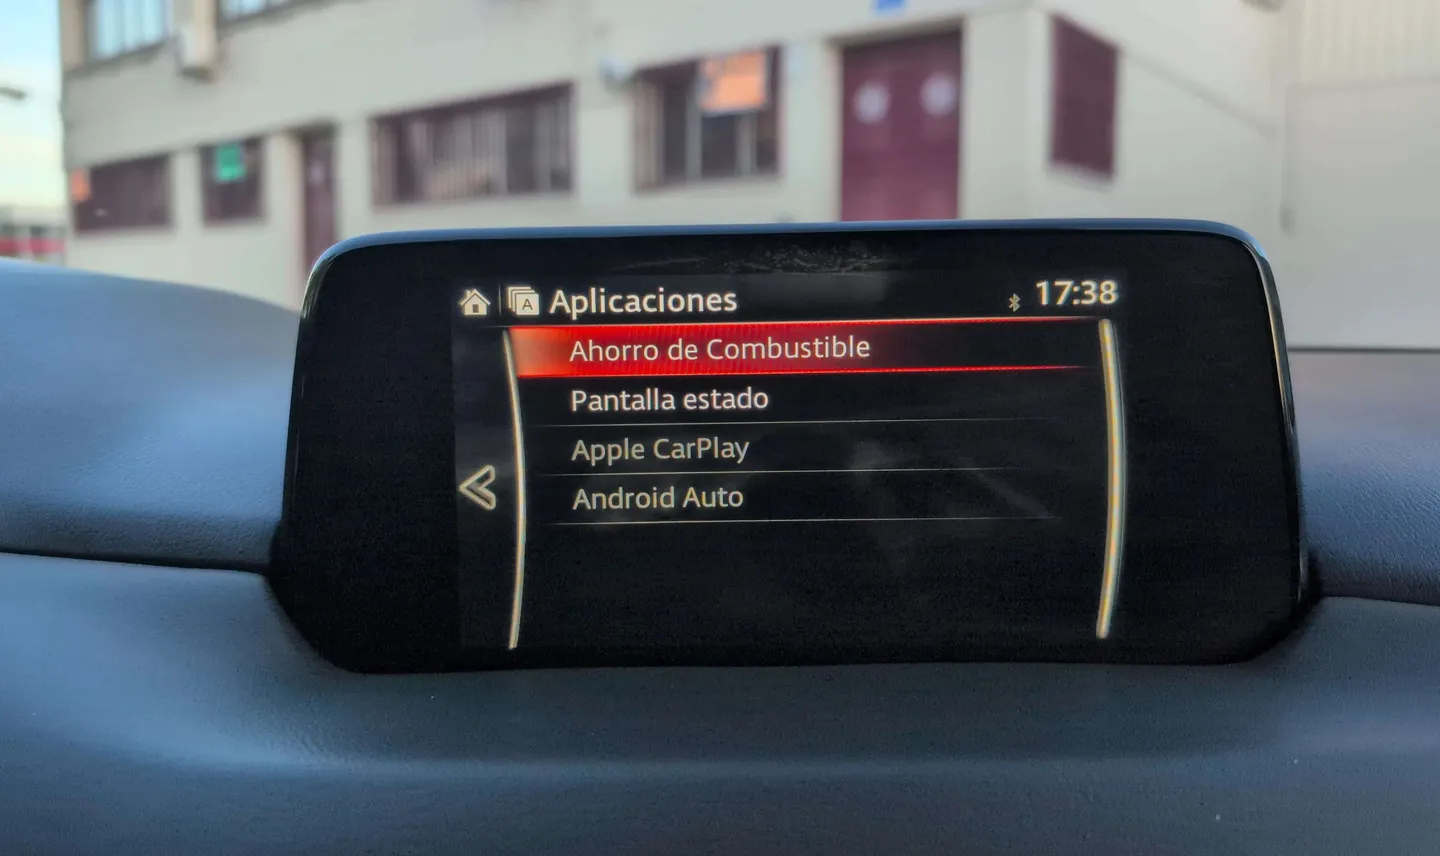 A Aplicaciones 17:38
Ahorro de Combustible
Pantalla estado
Apple CarPlay
Android Auto